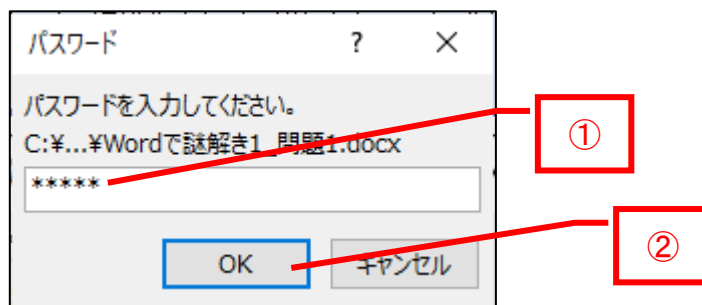 パスワード ? ×
パスワードを入力してください。
C:¥...¥Wordで謎解き1_問題1.docx
①
*****
②
OK キャンセル